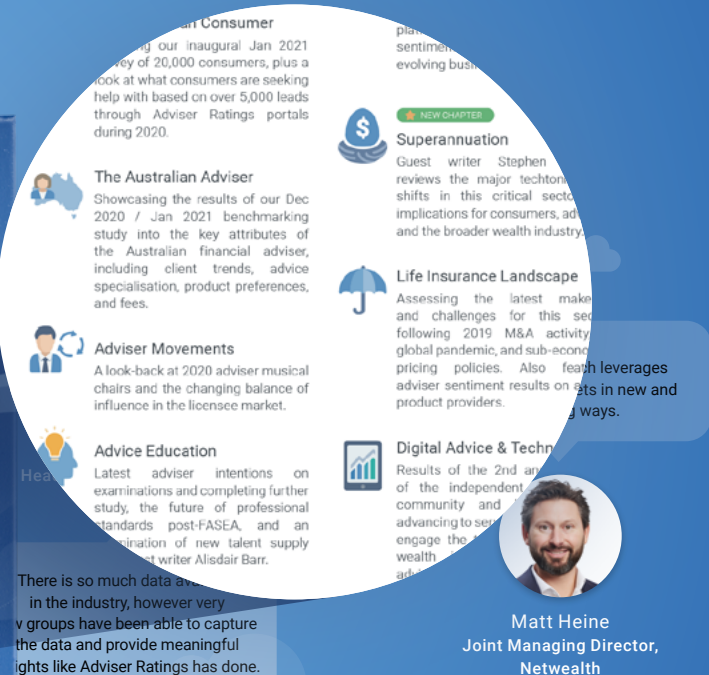 Consumer
our inaugural Jan 2021
of 20,000 consumers, plus a
look at what consumers are seeking
help with based on over 5,000 leads
through Adviser Ratings portals
during 2020.
The Australian Adviser
Showcasing the results of our Dec
2020 / Jan 2021 benchmarking
study into the key attributes of
the Australian financial adviser,
including client trends, advice
specialisation, product preferences,
and fees.
Adviser Movements
A look-back at 2020 adviser musical
chairs and the changing balance of
influence in the licensee market.
Advice Education
Latest adviser intentions on
examinations and completing further
study, the future of professional
standards post-FASEA, and an
of new talent supply
writer Alisdair Barr.
sentimen
evolving busi
NEW CHAPTER
Superannuation
Guest writer Stephen
reviews the major tecton
shifts in this critical secto
implications for consumers, ad
and the broader wealth industry.
Life Insurance Landscape
Assessing the latest make
and challenges for this se
following 2019 M&A activity
global pandemic, and sub-econo
pricing policies. Also fea
adviser sentiment results on a
product providers.
Digital Advice & Techn
Results of the 2nd an
of the independent
community and
advancing to ser
engage the
wealth
adv
ch leverages
ets in new and
ways.
Hea
There is so much data ava
in the industry, however very
w groups have been able to capture
the data and provide meaningful
ights like Adviser Ratings has done.
Matt Heine
Joint Managing Director,
Netwealth